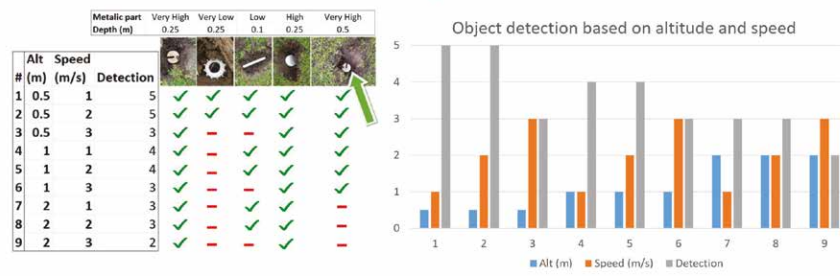 Metalic part Very High Very Low Low High Very High
Depth (m) 0.25 0.25 0.1 0.25 0.5
Alt Speed
# (m) (m/s) Detection
1 0.5 1 5
2 0.5 2 5
3 0.5 3 3
4 1 1 4
5 1 2 4
6 1 3 3
7 2 1 3
8 2 2 3
9 2 3 2
Object detection based on altitude and speed
5
4
3
2
1
0
1 2 3 4 5 6 7 8 9
Alt (m) Speed (m/s) Detection